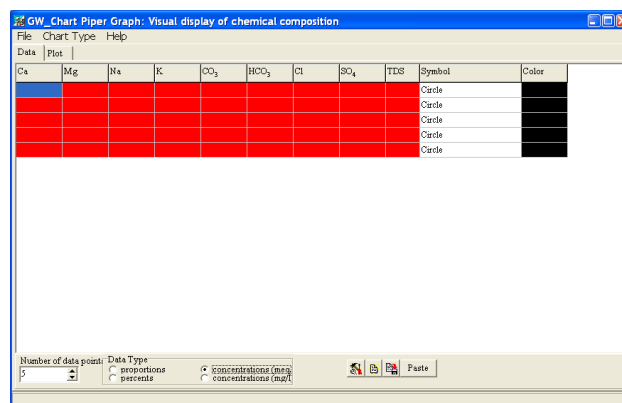 GW_Chart Piper Graph: Visual display of chemical composition
File Chart Type Help
Data Plot
Ca Mg Na K CO3 HCO3 Cl SO4 TDS Symbol Color
Circle
Circle
Circle
Circle
Circle
Number of data points Data Type
5 proportions concentrations (meq/
percents concentrations (mg/l
Paste